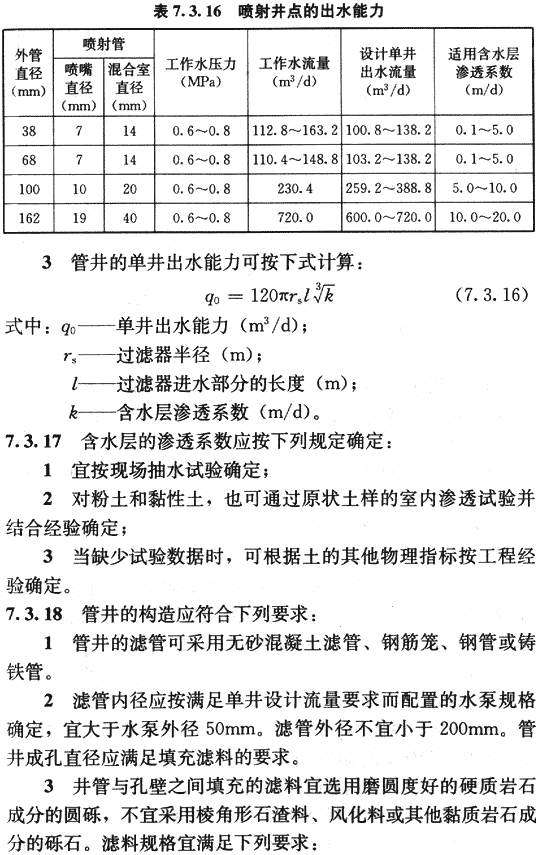 表 7.3.16 喷射井点的出水能力
外管直径(mm) 喷射管 工作水压力(MPa) 工作水流量(m³/d) 设计单井出水流量(m³/d) 适用含水层渗透系数(m/d)
喷嘴直径(mm) 混合室直径(mm)
38 7 14 0.6～0.8 112.8～163.2 100.8～138.2 0.1～5.0
68 7 14 0.6～0.8 110.4～148.8 103.2～138.2 0.1～5.0
100 10 20 0.6～0.8 230.4 259.2～388.8 5.0～10.0
162 19 40 0.6～0.8 720.0 600.0～720.0 10.0～20.0
3 管井的单井出水能力可按下式计算：
q₀ = 120πrₛl∛k (7.3.16)
式中：q₀——单井出水能力（m³/d）；
rₛ——过滤器半径（m）；
l——过滤器进水部分的长度（m）；
k——含水层渗透系数（m/d）。
7.3.17 含水层的渗透系数应按下列规定确定：
1 宜按现场抽水试验确定；
2 对粉土和黏性土，也可通过原状土样的室内渗透试验并
结合经验确定；
3 当缺少试验数据时，可根据土的其他物理指标按工程经
验确定。
7.3.18 管井的构造应符合下列要求：
1 管井的滤管可采用无砂混凝土滤管、钢筋笼、钢管或铸
铁管。
2 滤管内径应按满足单井设计流量要求而配置的水泵规格
确定，宜大于水泵外径 50mm。滤管外径不宜小于 200mm。管
井成孔直径应满足填充滤料的要求。
3 井管与孔壁之间填充的滤料宜选用磨圆度好的硬质岩石
成分的圆砾，不宜采用棱角形石渣料、风化料或其他黏质岩石成
分的砾石。滤料规格宜满足下列要求：